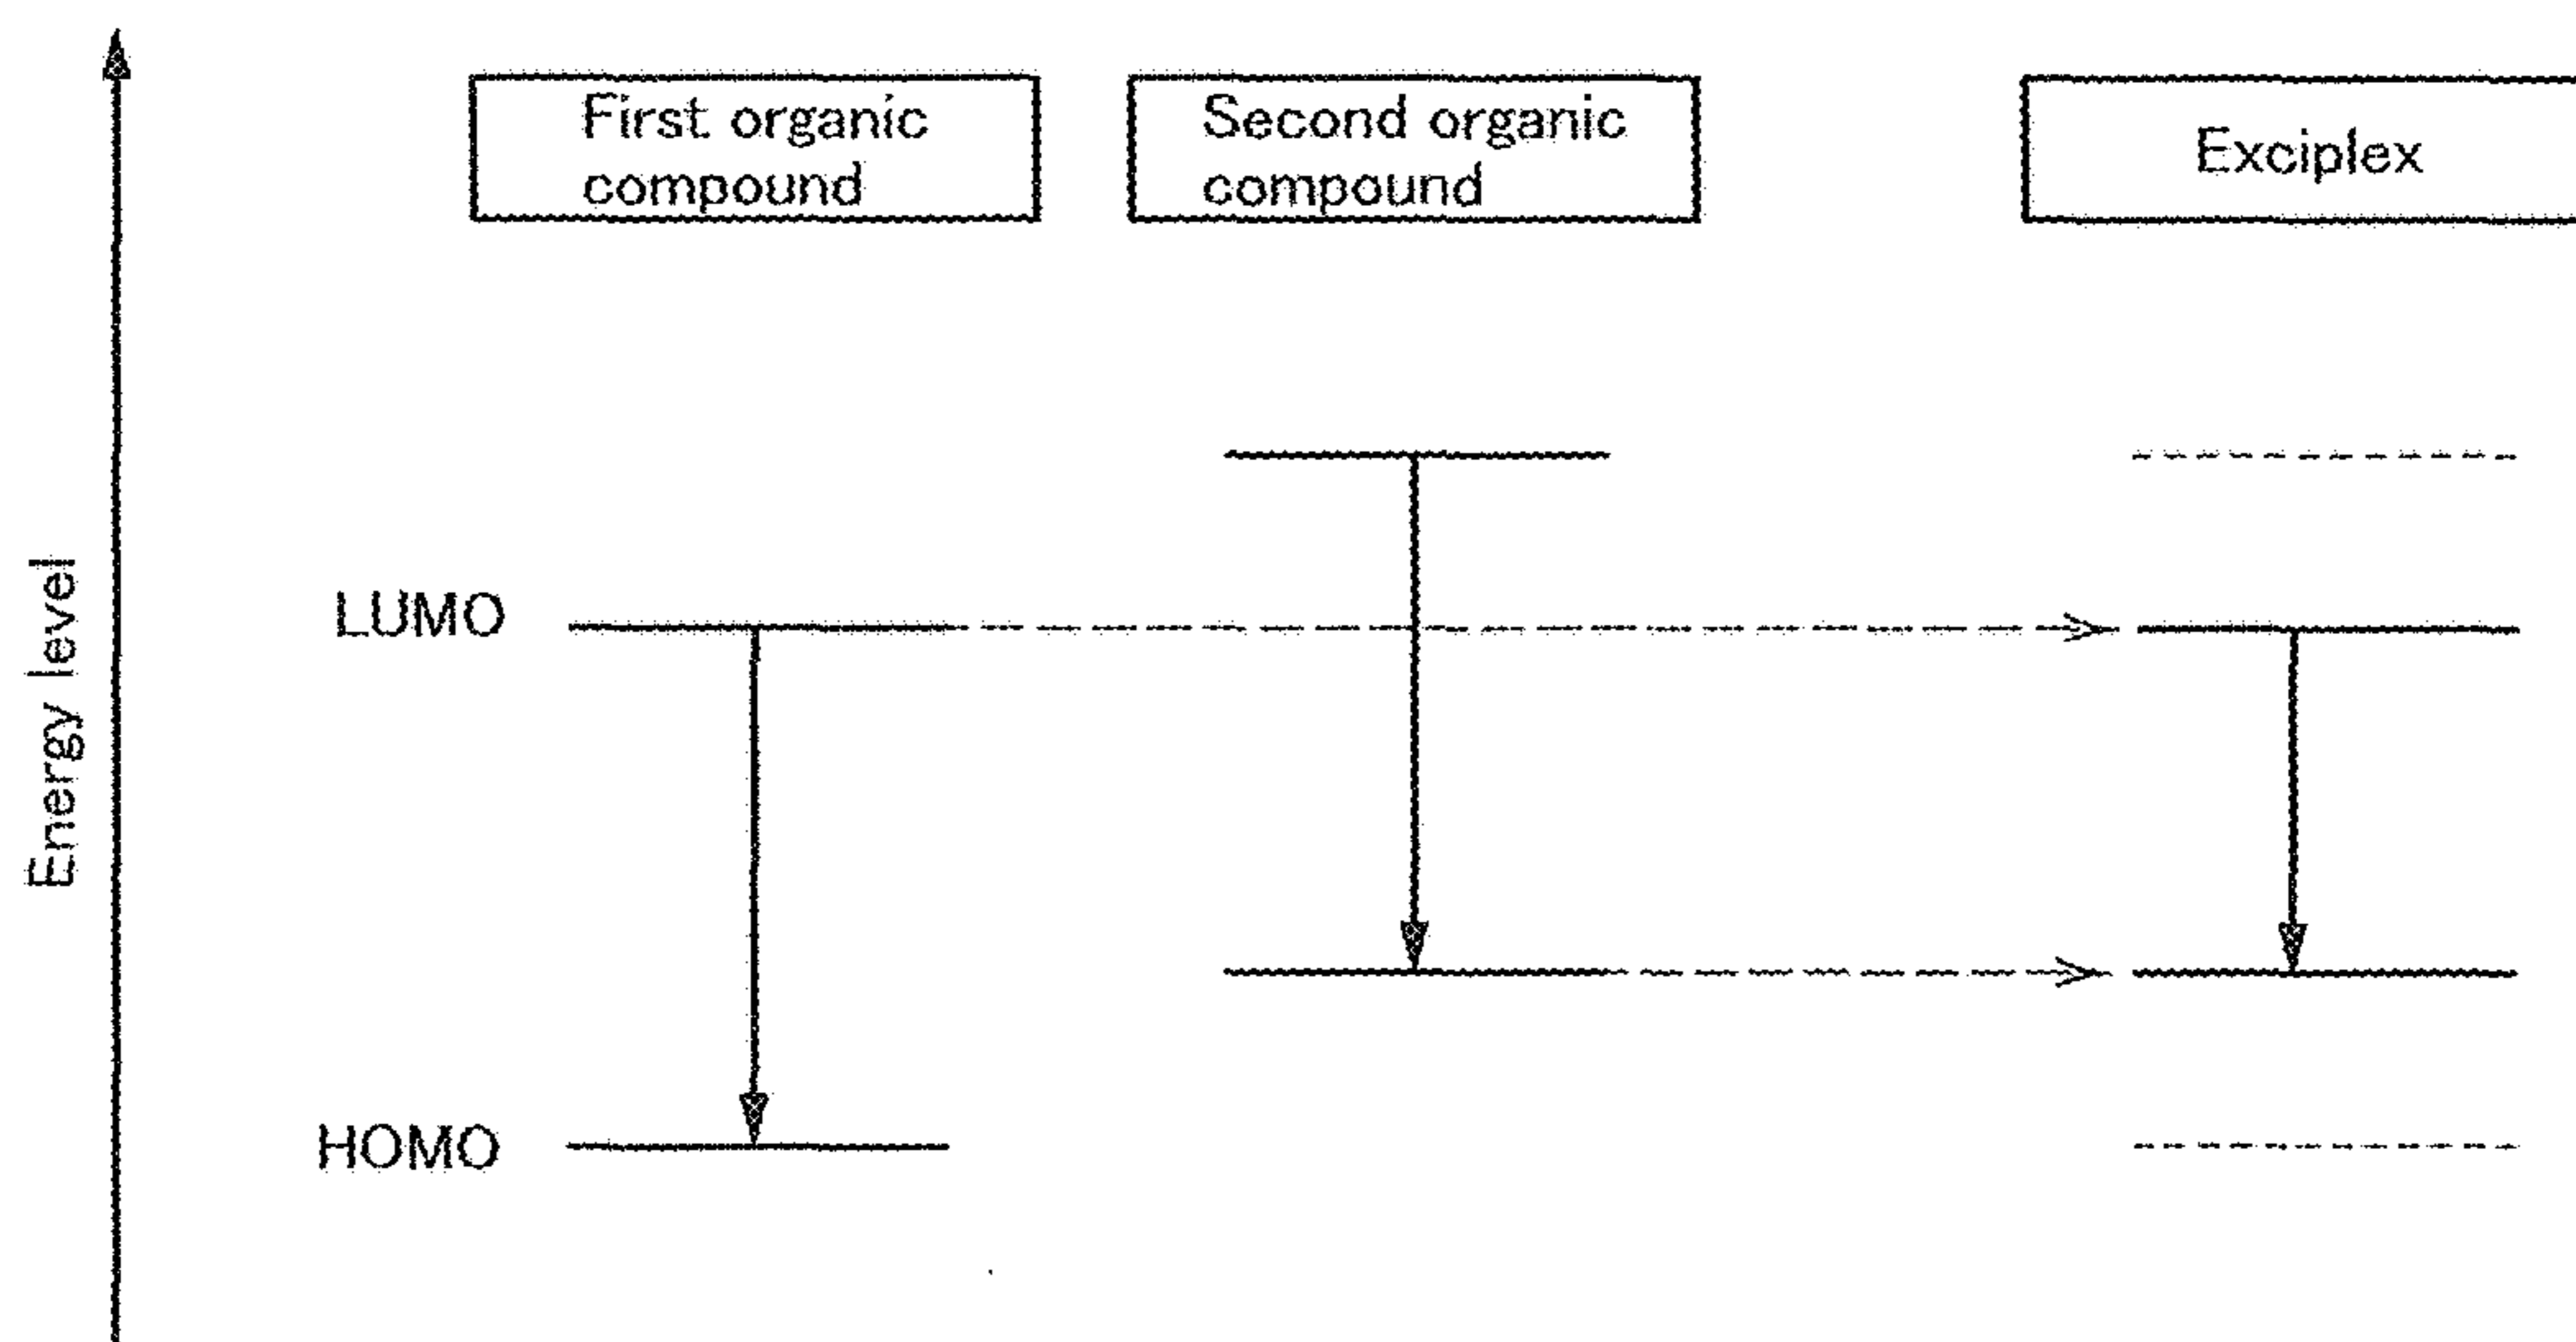 First organic
compound
Second organic
compound
Exciplex
Energy level
LUMO
HOMO